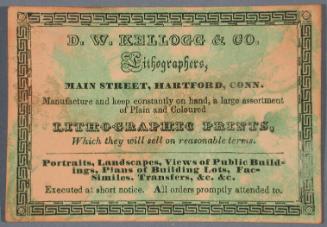 D. W. KELLOGG & CO.
Lithographers,
MAIN STREET, HARTFORD, CONN.
Manufacture and keep constantly on hand, a large assortment
of Plain and Coloured
LITHOGRAPHIC PRINTS,
Which they will sell on reasonable terms.
Portraits, Landscapes, Views of Public Build-
ings, Plans of Building Lots, Fac-
Similes, Transfers, &c. &c.
Executed at short notice. All orders promptly attended to.